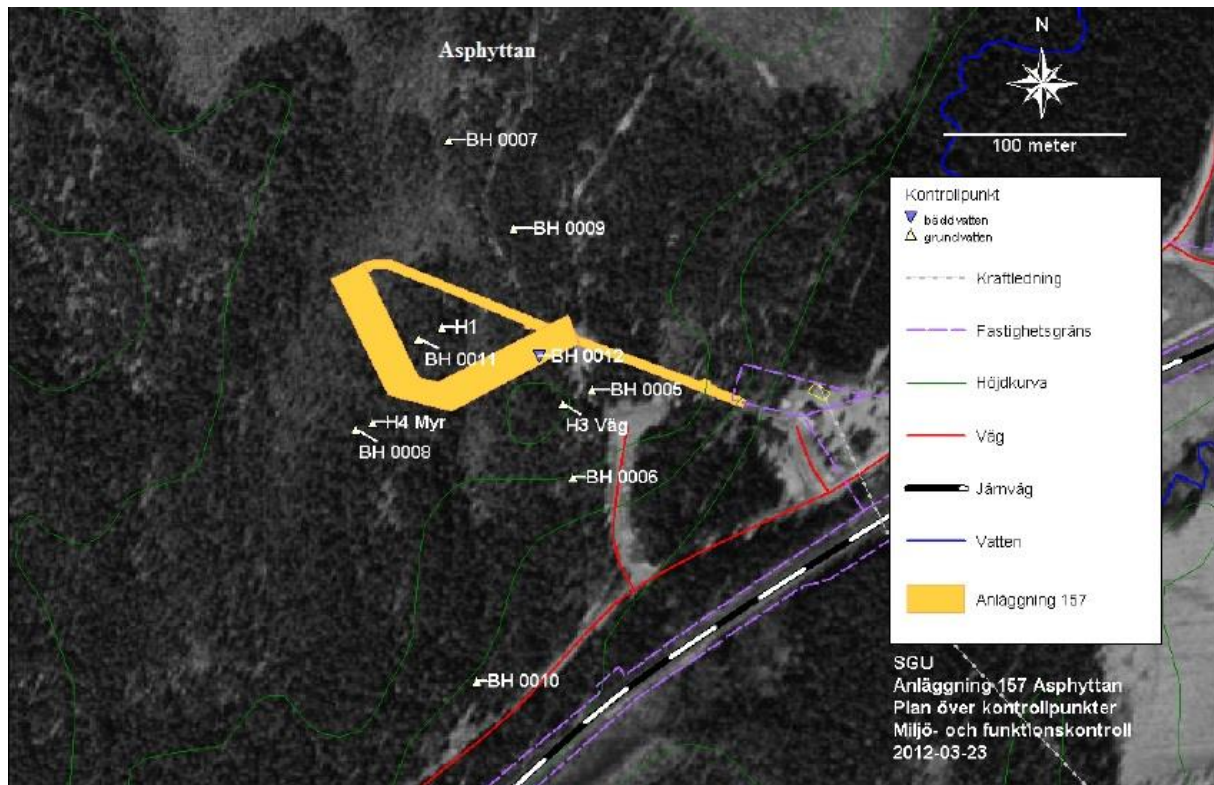 Asphyttan
N
100 meter
BH 0007
BH 0009
H1
BH 0011
BH 0012
BH 0005
H3 Väg
H4 Myr
BH 0008
BH 0006
BH 0010
Kontrollpunkt
bäddvatten
grundvatten
Kraftledning
Fastighetsgräns
Höjdkurva
Väg
Järnväg
Vatten
Anläggning 157
SGU
Anläggning 157 Asphyttan
Plan över kontrollpunkter
Miljö- och funktionskontroll
2012-03-23